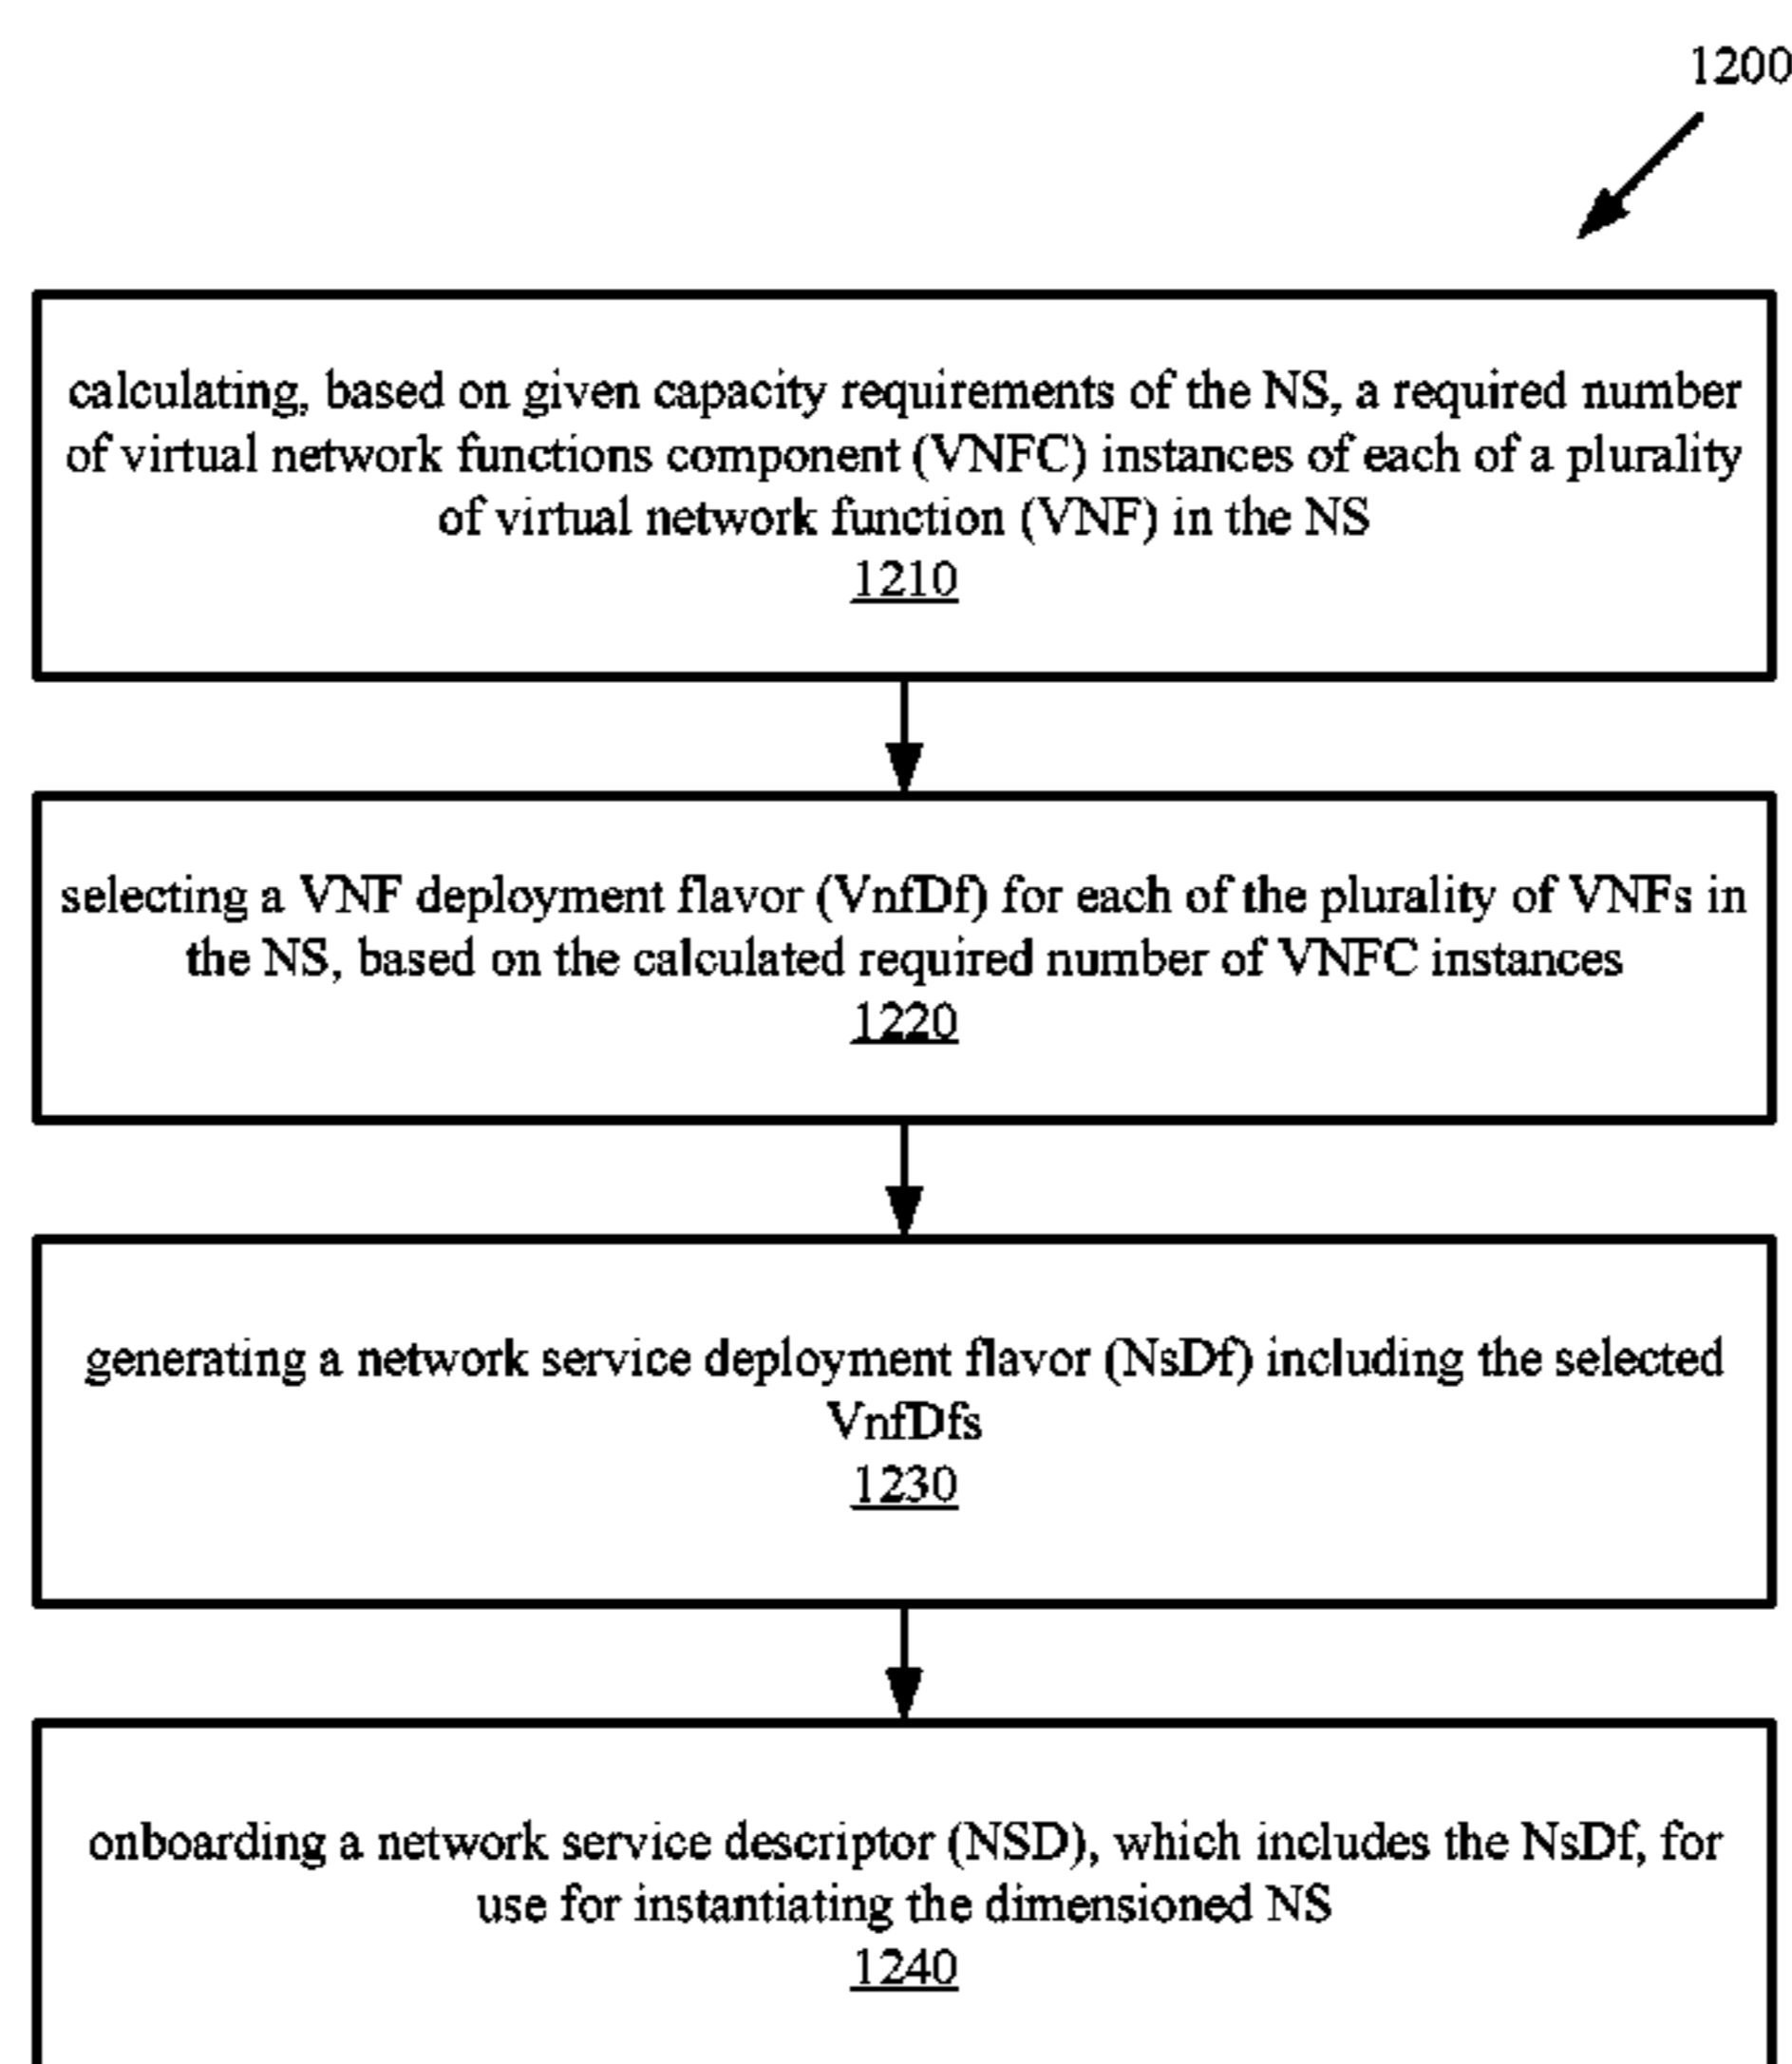 1200
calculating, based on given capacity requirements of the NS, a required number
of virtual network functions component (VNFC) instances of each of a plurality
of virtual network function (VNF) in the NS
1210
selecting a VNF deployment flavor (VnfDf) for each of the plurality of VNFs in
the NS, based on the calculated required number of VNFC instances
1220
generating a network service deployment flavor (NsDf) including the selected
VnfDfs
1230
onboarding a network service descriptor (NSD), which includes the NsDf, for
use for instantiating the dimensioned NS
1240